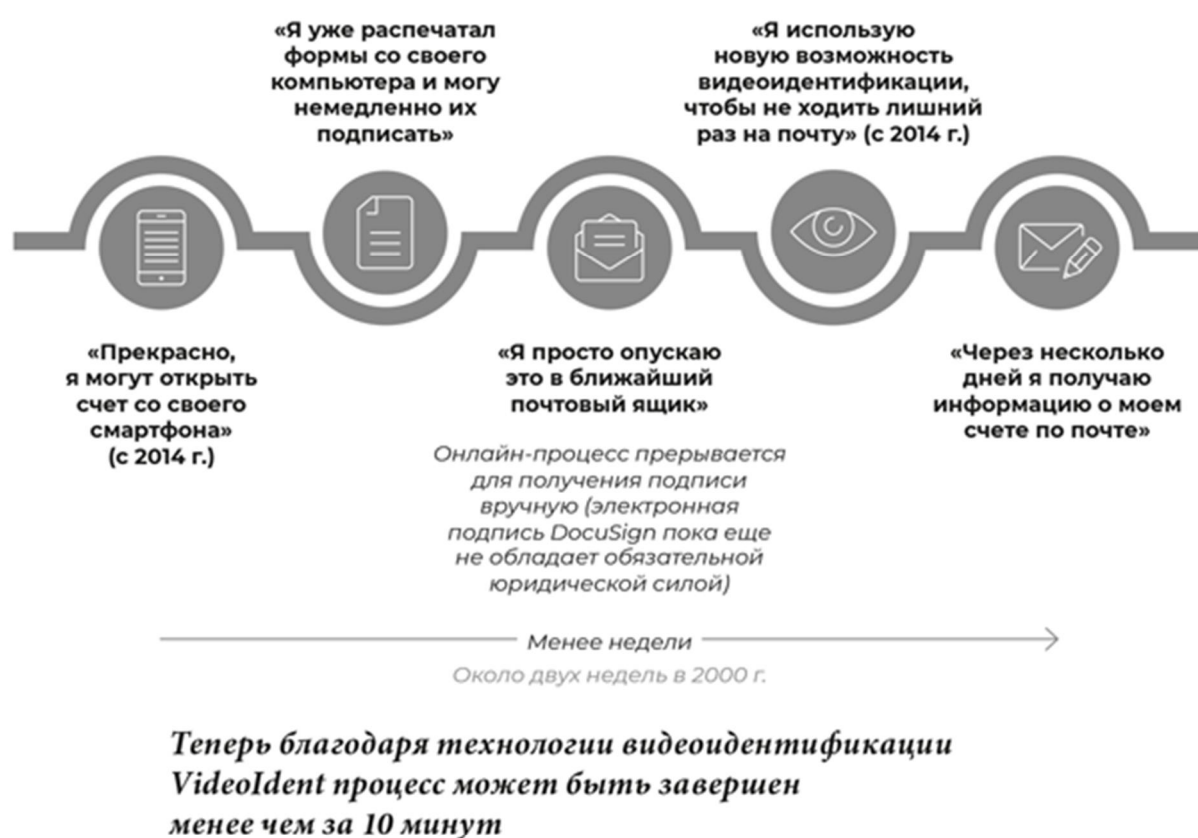 «Я уже распечатал
формы со своего
компьютера и могу
немедленно их
подписать»
«Я использую
новую возможность
видеоидентификации,
чтобы не ходить лишний
раз на почту» (с 2014 г.)
«Прекрасно,
я могут открыть
счет со своего
смартфона»
(с 2014 г.)
«Я просто опускаю
это в ближайший
почтовый ящик»
«Через несколько
дней я получаю
информацию о моем
счете по почте»
Онлайн-процесс прерывается
для получения подписи
вручную (электронная
подпись DocuSign пока еще
не обладает обязательной
юридической силой)
Менее недели
Около двух недель в 2000 г.
Теперь благодаря технологии видеоидентификации
VideoIdent процесс может быть завершен
менее чем за 10 минут